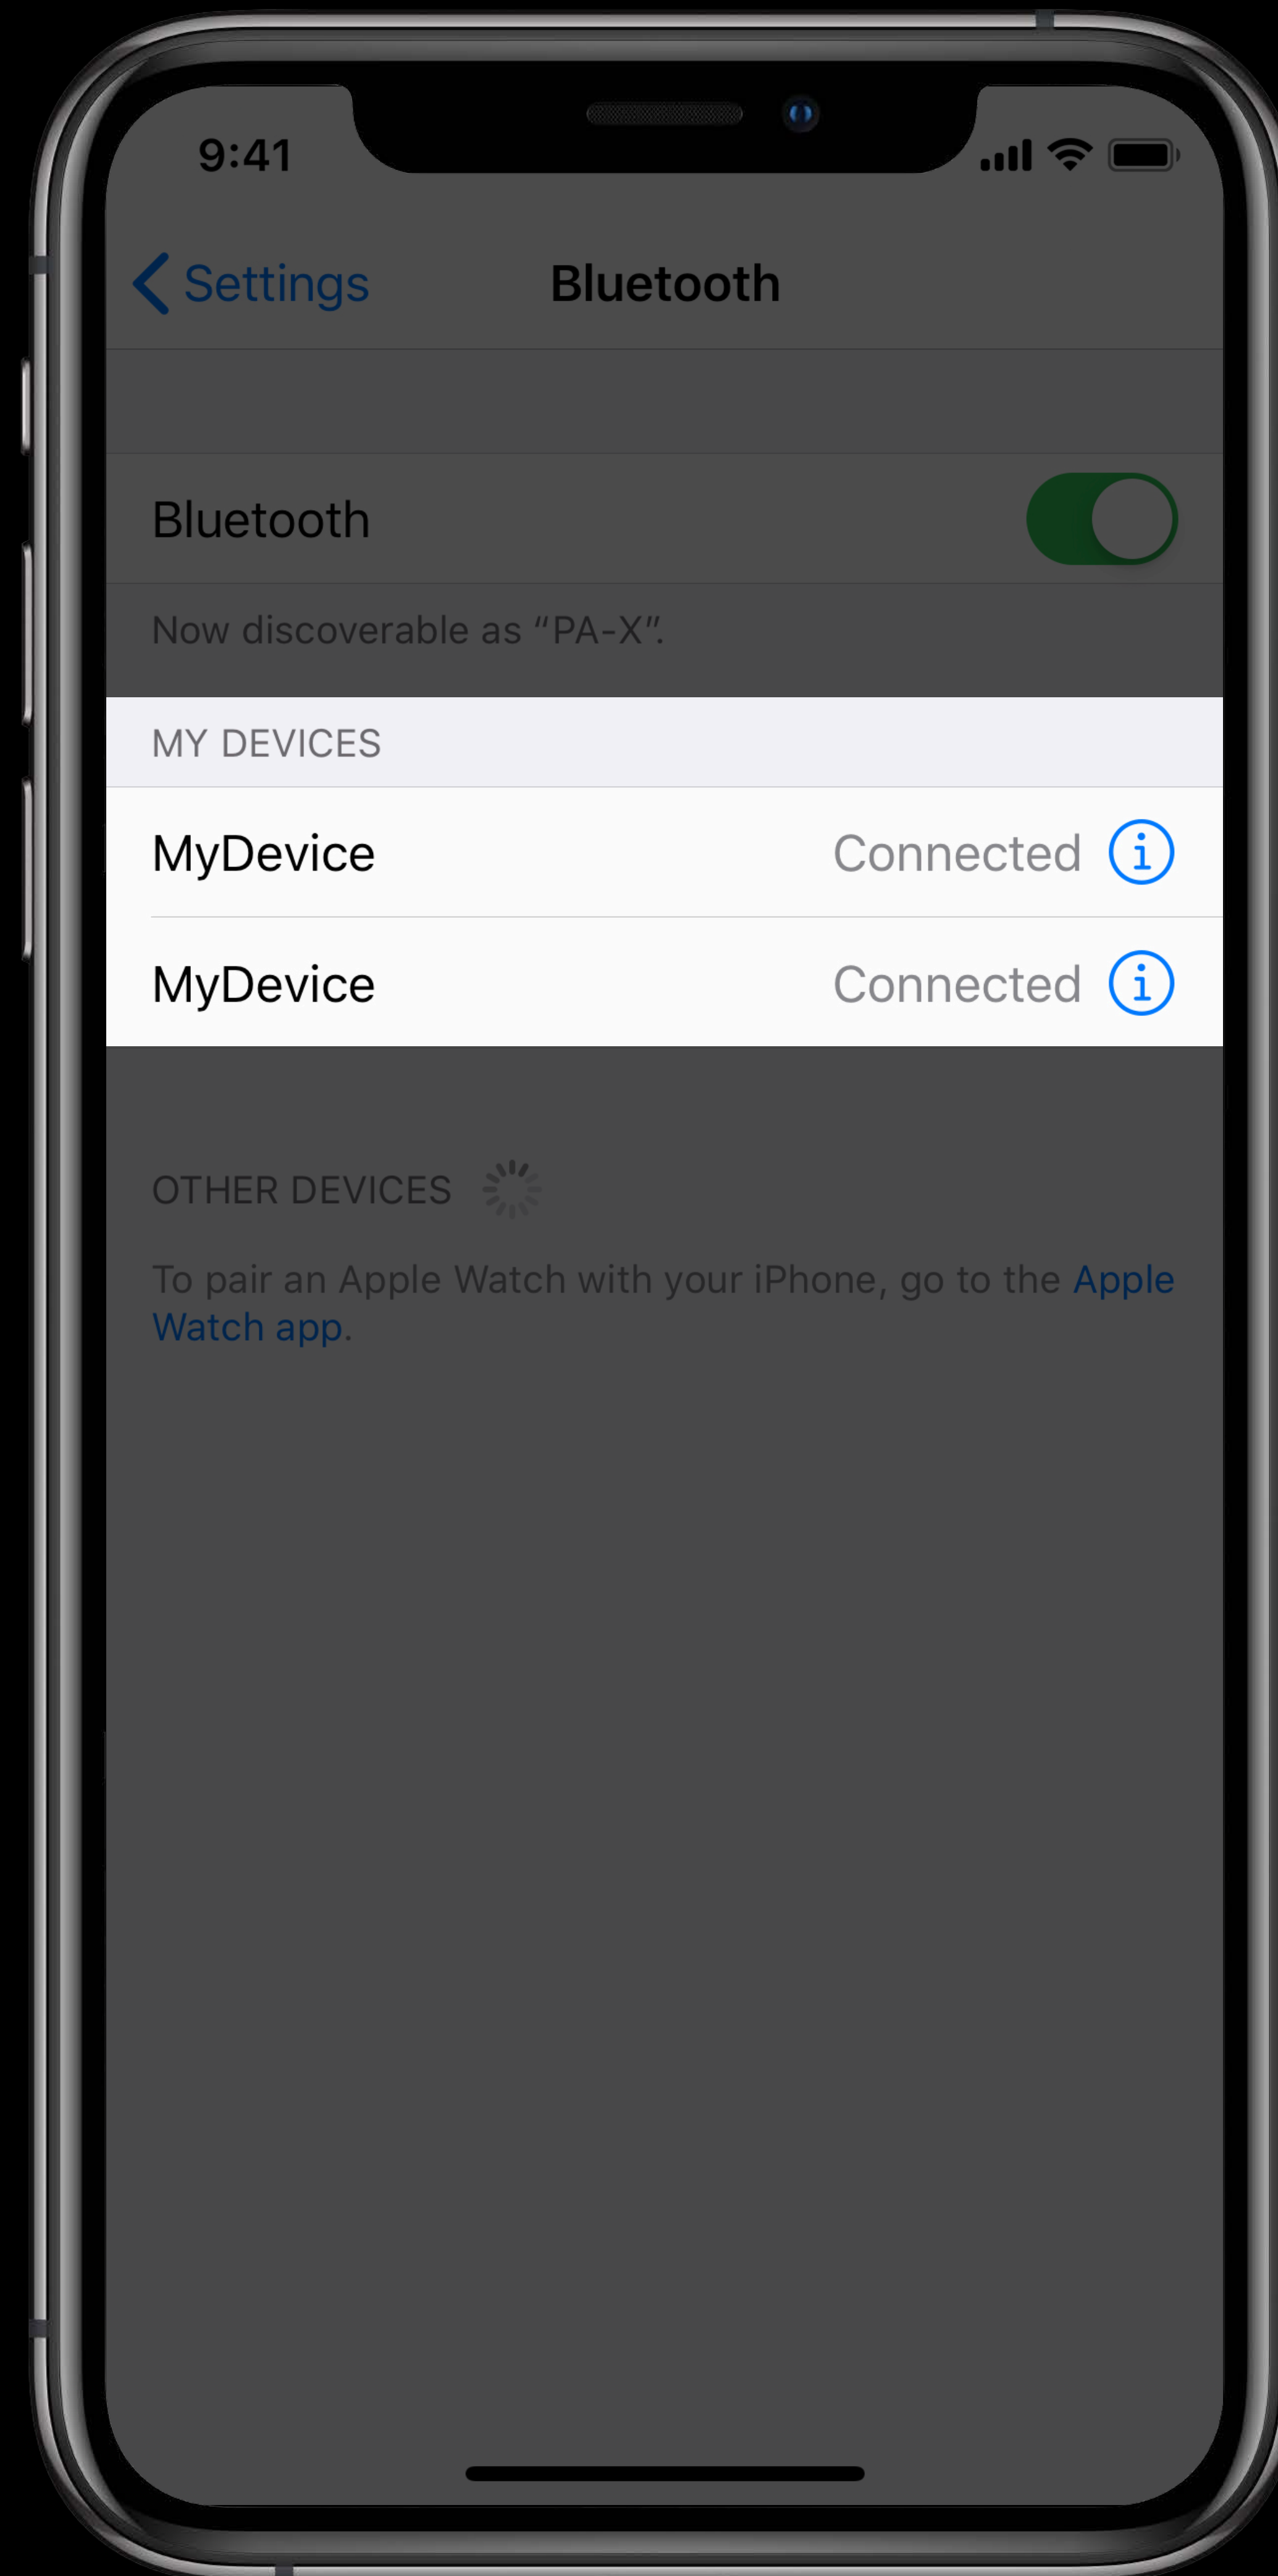 9:41
Settings
Bluetooth
Bluetooth
Now discoverable as “PA-X”.
MY DEVICES
MyDevice Connected
MyDevice Connected
OTHER DEVICES
To pair an Apple Watch with your iPhone, go to the Apple
Watch app.